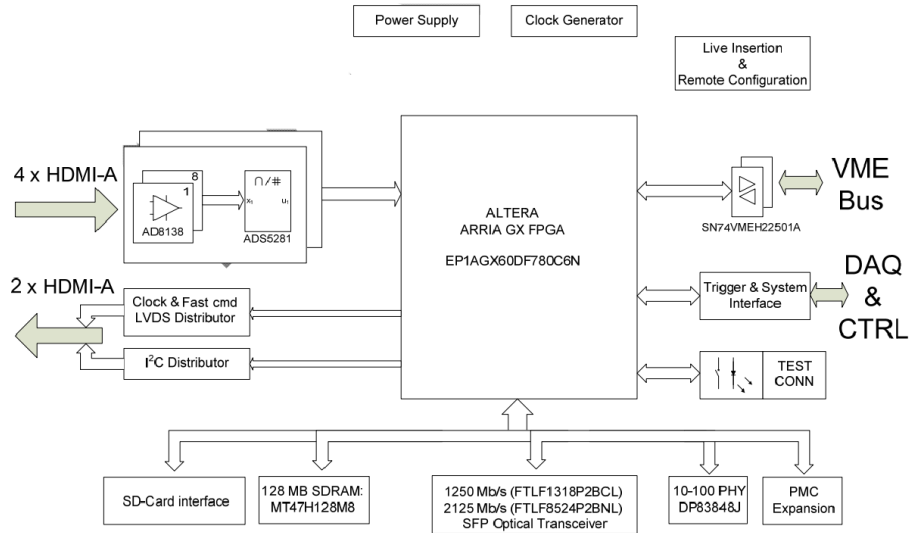 Power Supply
Clock Generator
Live Insertion
&
Remote Configuration
4 x HDMI-A
8
1
AD8138
∩/#
x₁
u₁
ADS5281
ALTERA
ARRIA GX FPGA
EP1AGX60DF780C6N
SN74VMEH22501A
VME
Bus
2 x HDMI-A
Clock & Fast cmd
LVDS Distributor
I²C Distributor
Trigger & System
Interface
DAQ
&
CTRL
TEST
CONN
SD-Card interface
128 MB SDRAM:
MT47H128M8
1250 Mb/s (FTLF1318P2BCL)
2125 Mb/s (FTLF8524P2BNL)
SFP Optical Transceiver
10-100 PHY
DP83848J
PMC
Expansion